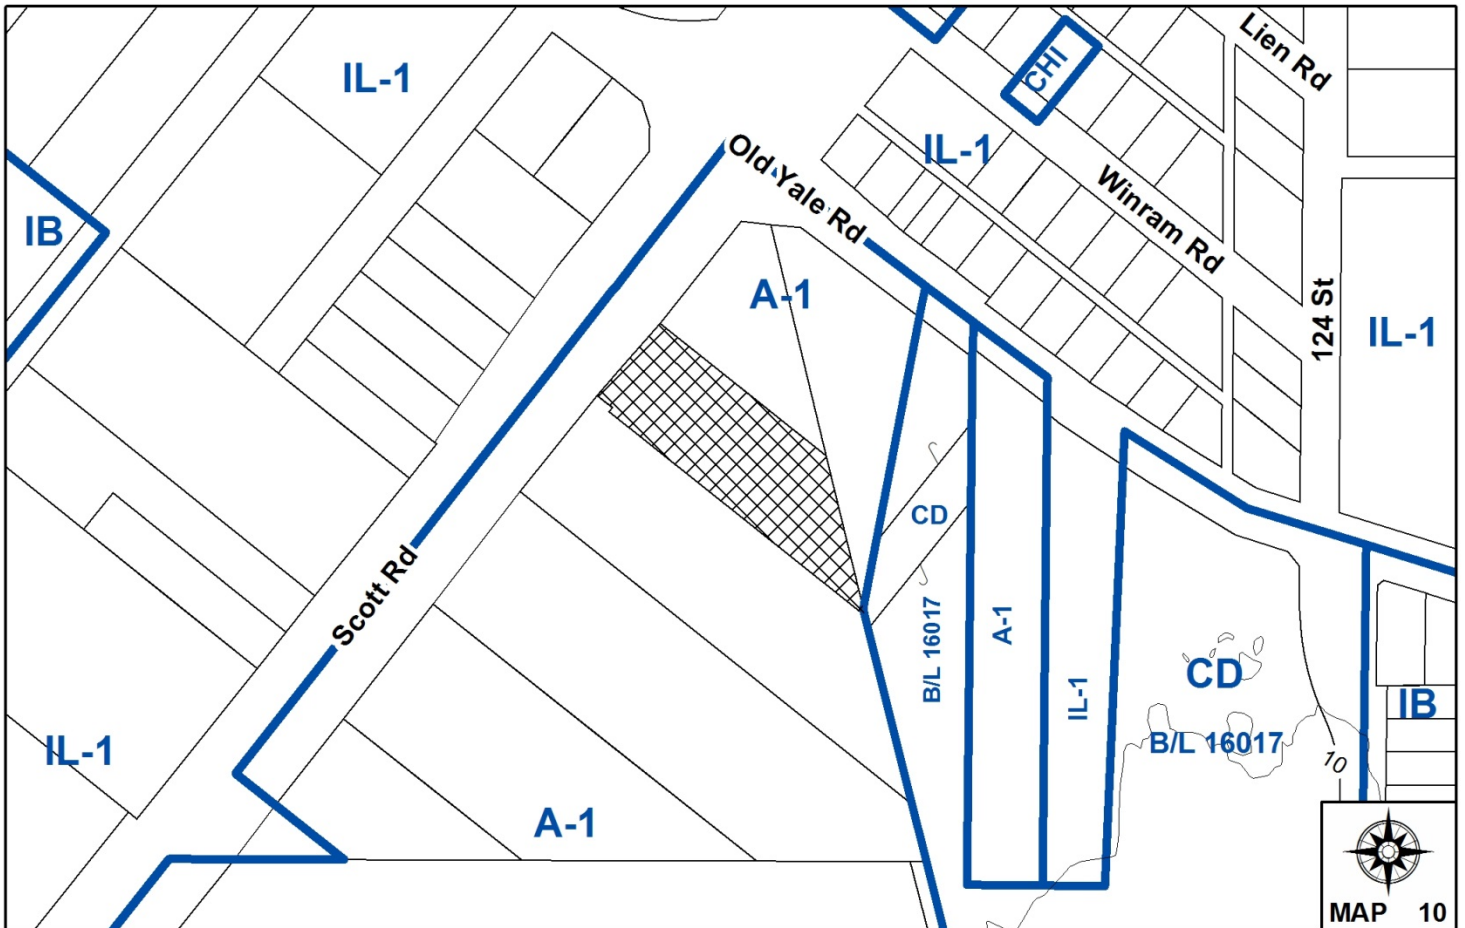 Lien Rd
IL-1
CHI
IL-1
Old Yale Rd
Winram Rd
IB
A-1
124 St
IL-1
CD
B/L 16017
Scott Rd
A-1
IL-1
CD
B/L 16017
IB
10
IL-1
A-1
MAP 10